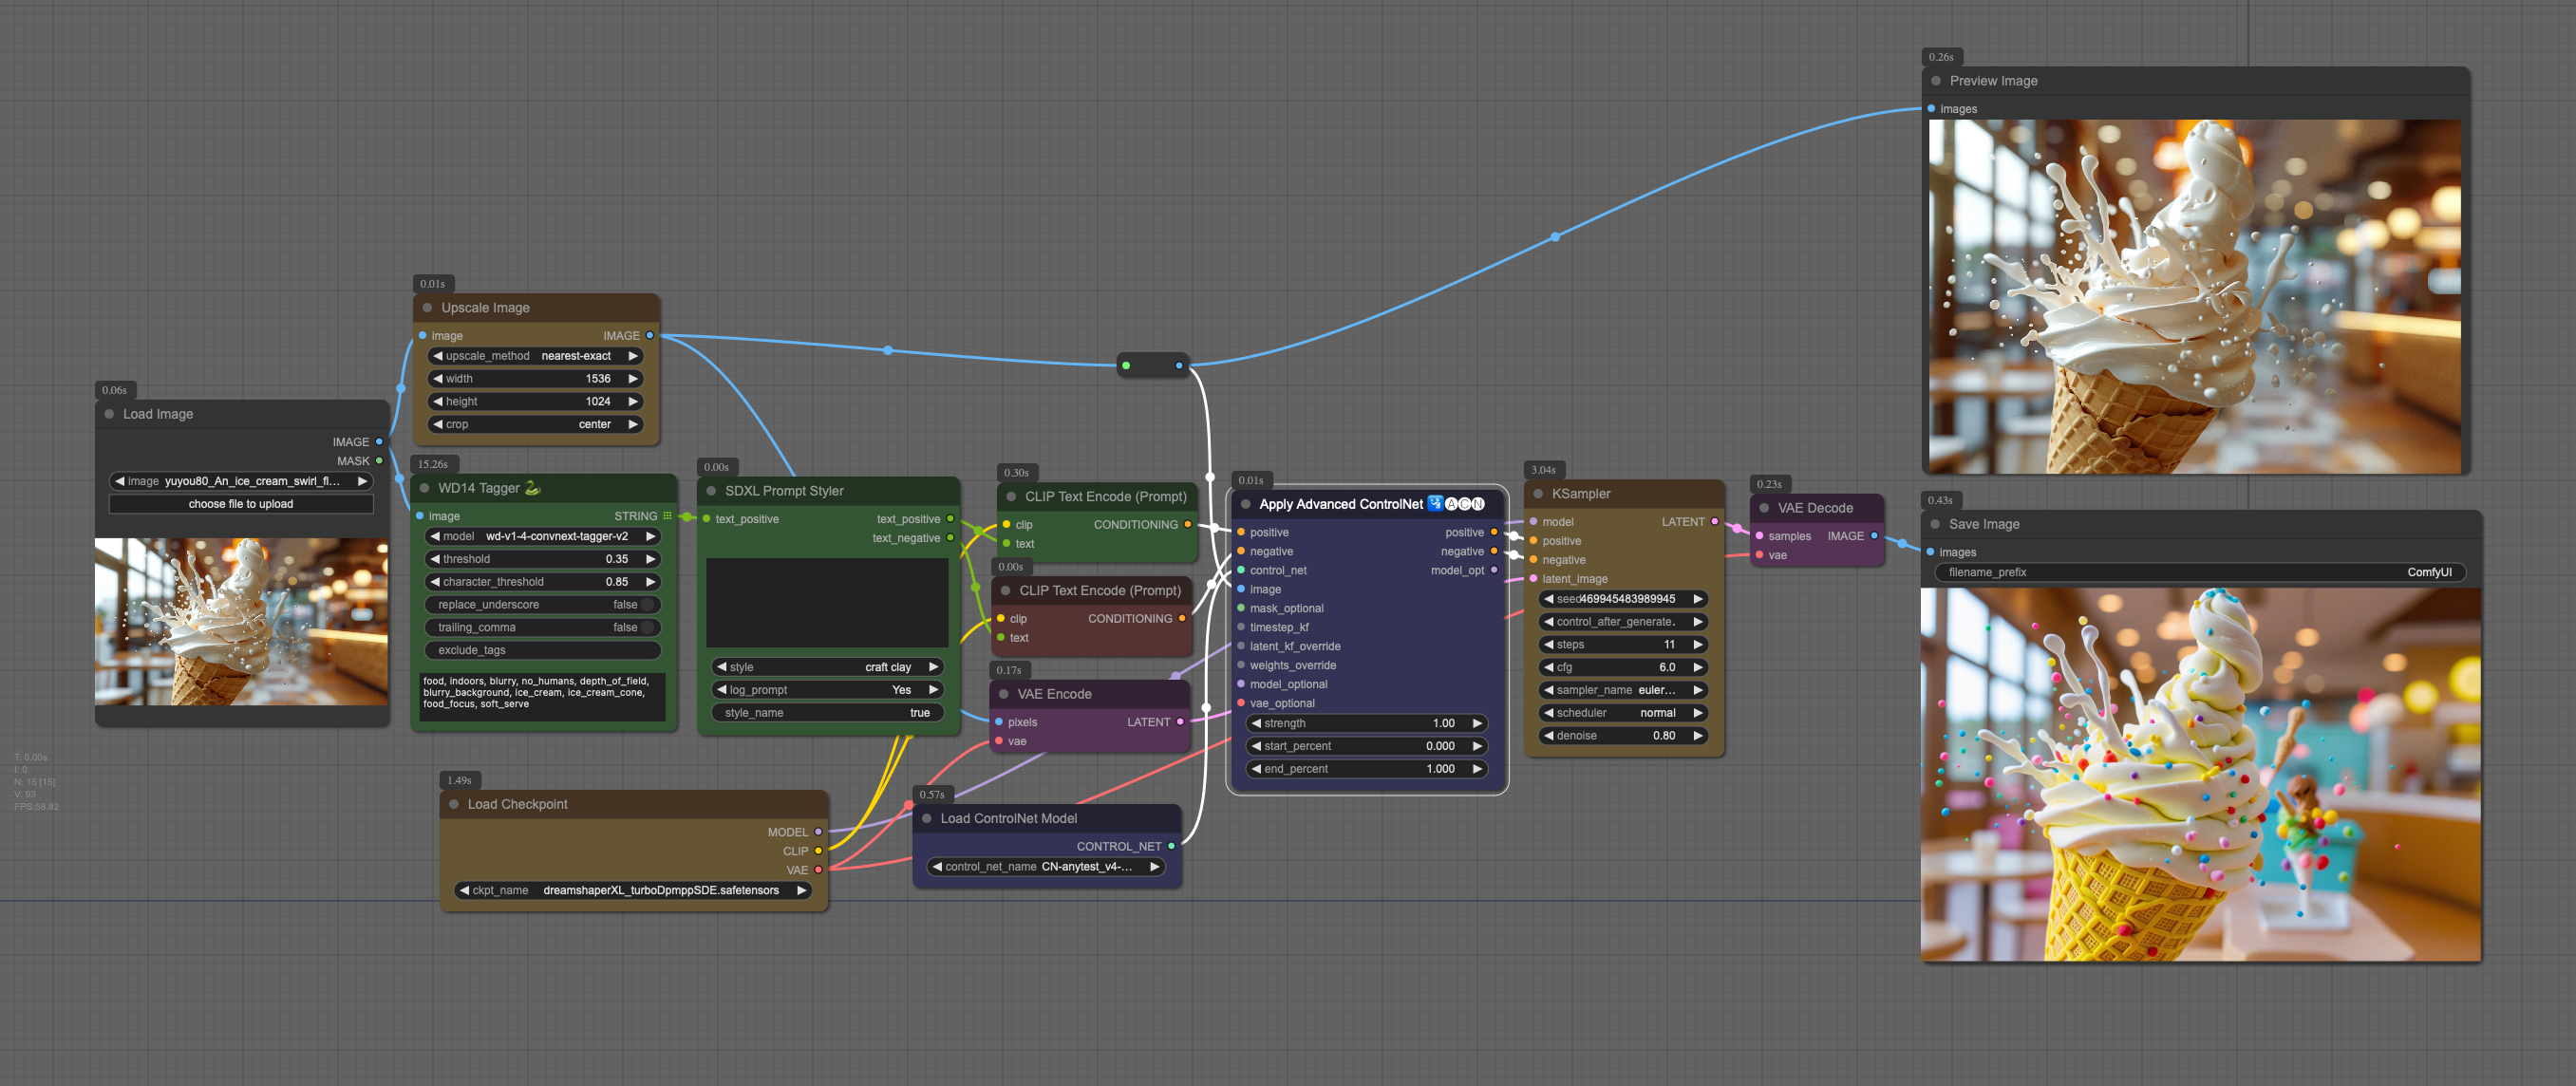 0.26s
Preview Image
images
0.01s
Upscale Image
image IMAGE
upscale_method nearest-exact
width 1536
height 1024
crop center
0.06s
Load Image
IMAGE
MASK
image yuyou80_An_ice_cream_swirl_fl...
choose file to upload
15.26s
WD14 Tagger
image STRING
model wd-v1-4-convnext-tagger-v2
threshold 0.35
character_threshold 0.85
replace_underscore false
trailing_comma false
exclude_tags
food, indoors, blurry, no_humans, depth_of_field,
blurry_background, ice_cream, ice_cream_cone,
food_focus, soft_serve
0.00s
SDXL Prompt Styler
text_positive text_positive
text_negative
style craft clay
log_prompt Yes
style_name true
0.30s
CLIP Text Encode (Prompt)
clip CONDITIONING
text
0.00s
CLIP Text Encode (Prompt)
clip CONDITIONING
text
0.17s
VAE Encode
pixels LATENT
vae
1.49s
Load Checkpoint
MODEL
CLIP
VAE
ckpt_name dreamshaperXL_turboDpmppSDE.safetensors
0.57s
Load ControlNet Model
CONTROL_NET
control_net_name CN-anytest_v4-...
0.01s
Apply Advanced ControlNet 🛂🅐🅒🅝
positive positive
negative negative
control_net model_opt
image
mask_optional
timestep_kf
latent_kf_override
weights_override
model_optional
vae_optional
strength 1.00
start_percent 0.000
end_percent 1.000
3.04s
KSampler
model LATENT
positive
negative
latent_image
seed 469945483989945
control_after_generate.
steps 11
cfg 6.0
sampler_name euler...
scheduler normal
denoise 0.80
0.23s
VAE Decode
samples IMAGE
vae
0.43s
Save Image
images
filename_prefix ComfyUI
T: 0.00s
I: 0
N: 15 [15]
V: 93
FPS:58.82